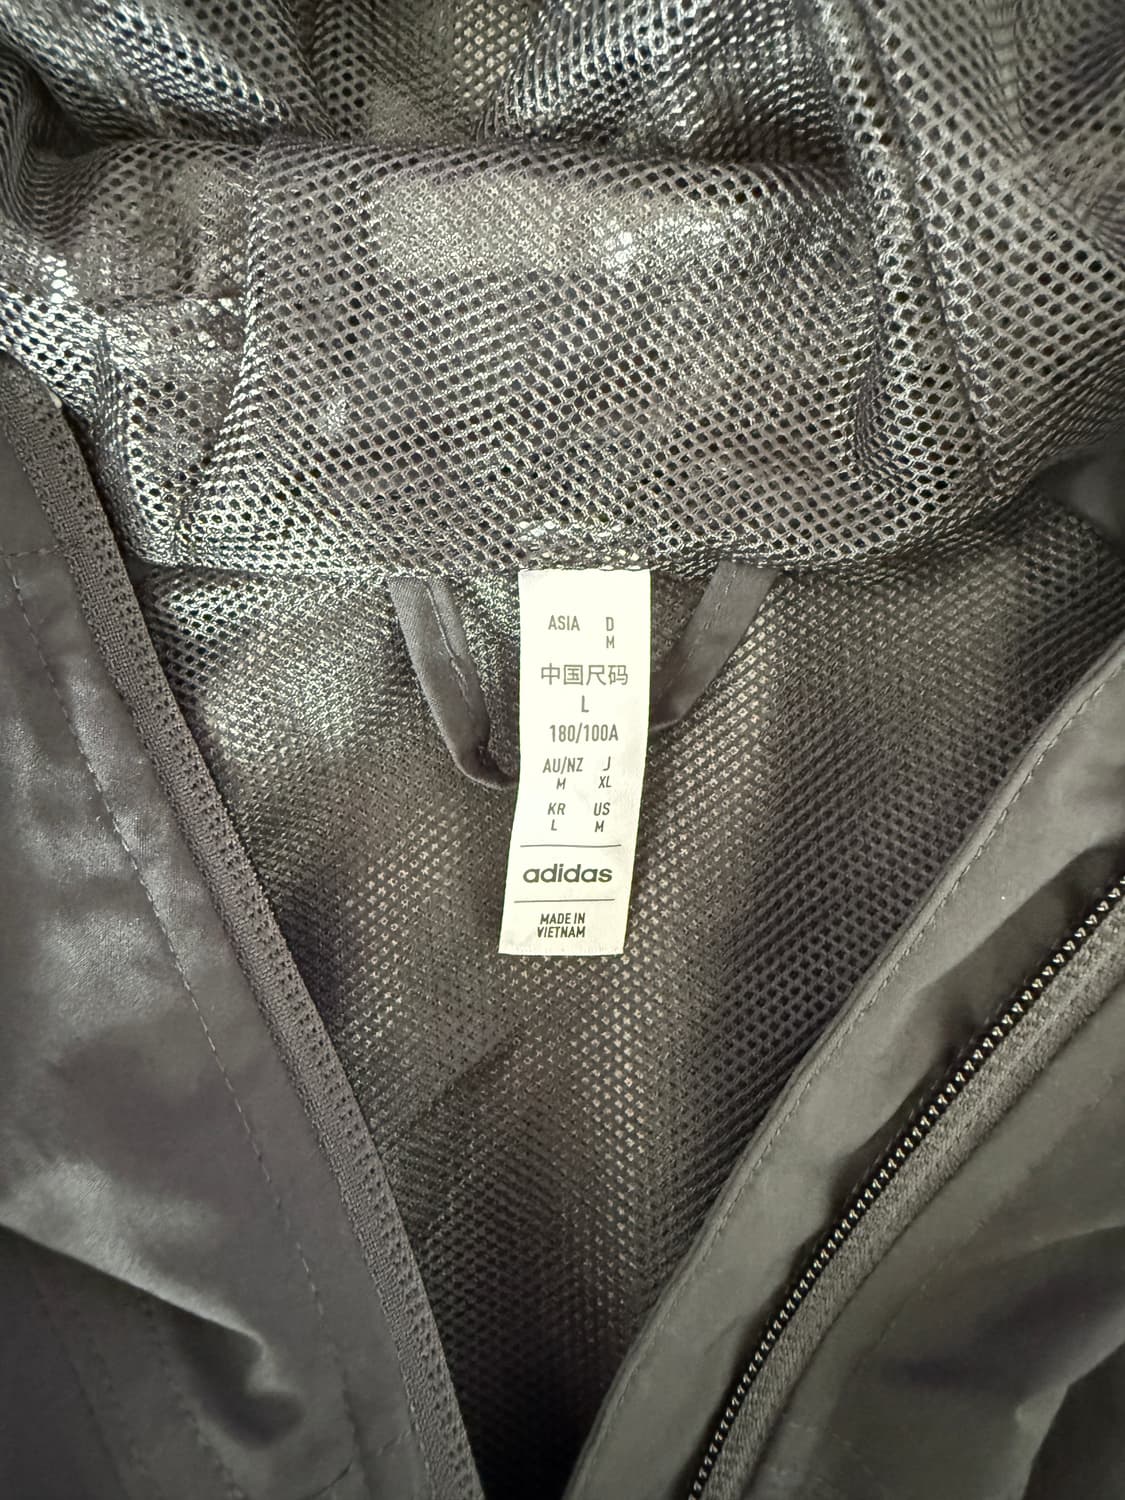 ASIA D
M
中国尺码
L
180/100A
AU/NZ J
M XL
KR US
L M
adidas
MADE IN
VIETNAM